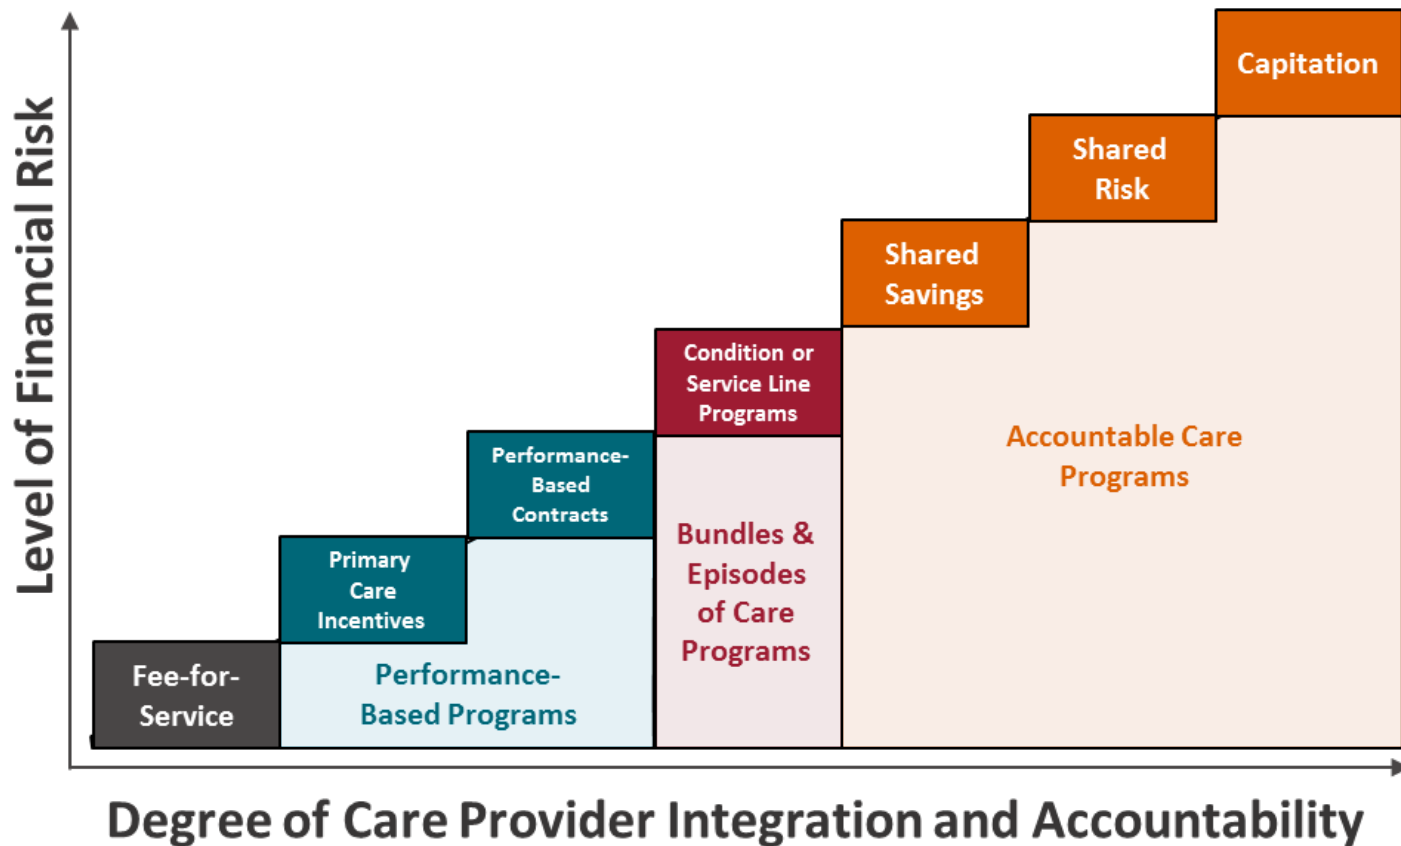 Level of Financial Risk
Capitation
Shared
Risk
Shared
Savings
Condition or
Service Line
Programs
Performance-
Based
Contracts
Primary
Care
Incentives
Fee-for-
Service
Performance-
Based Programs
Bundles &
Episodes
of Care
Programs
Accountable Care
Programs
Degree of Care Provider Integration and Accountability